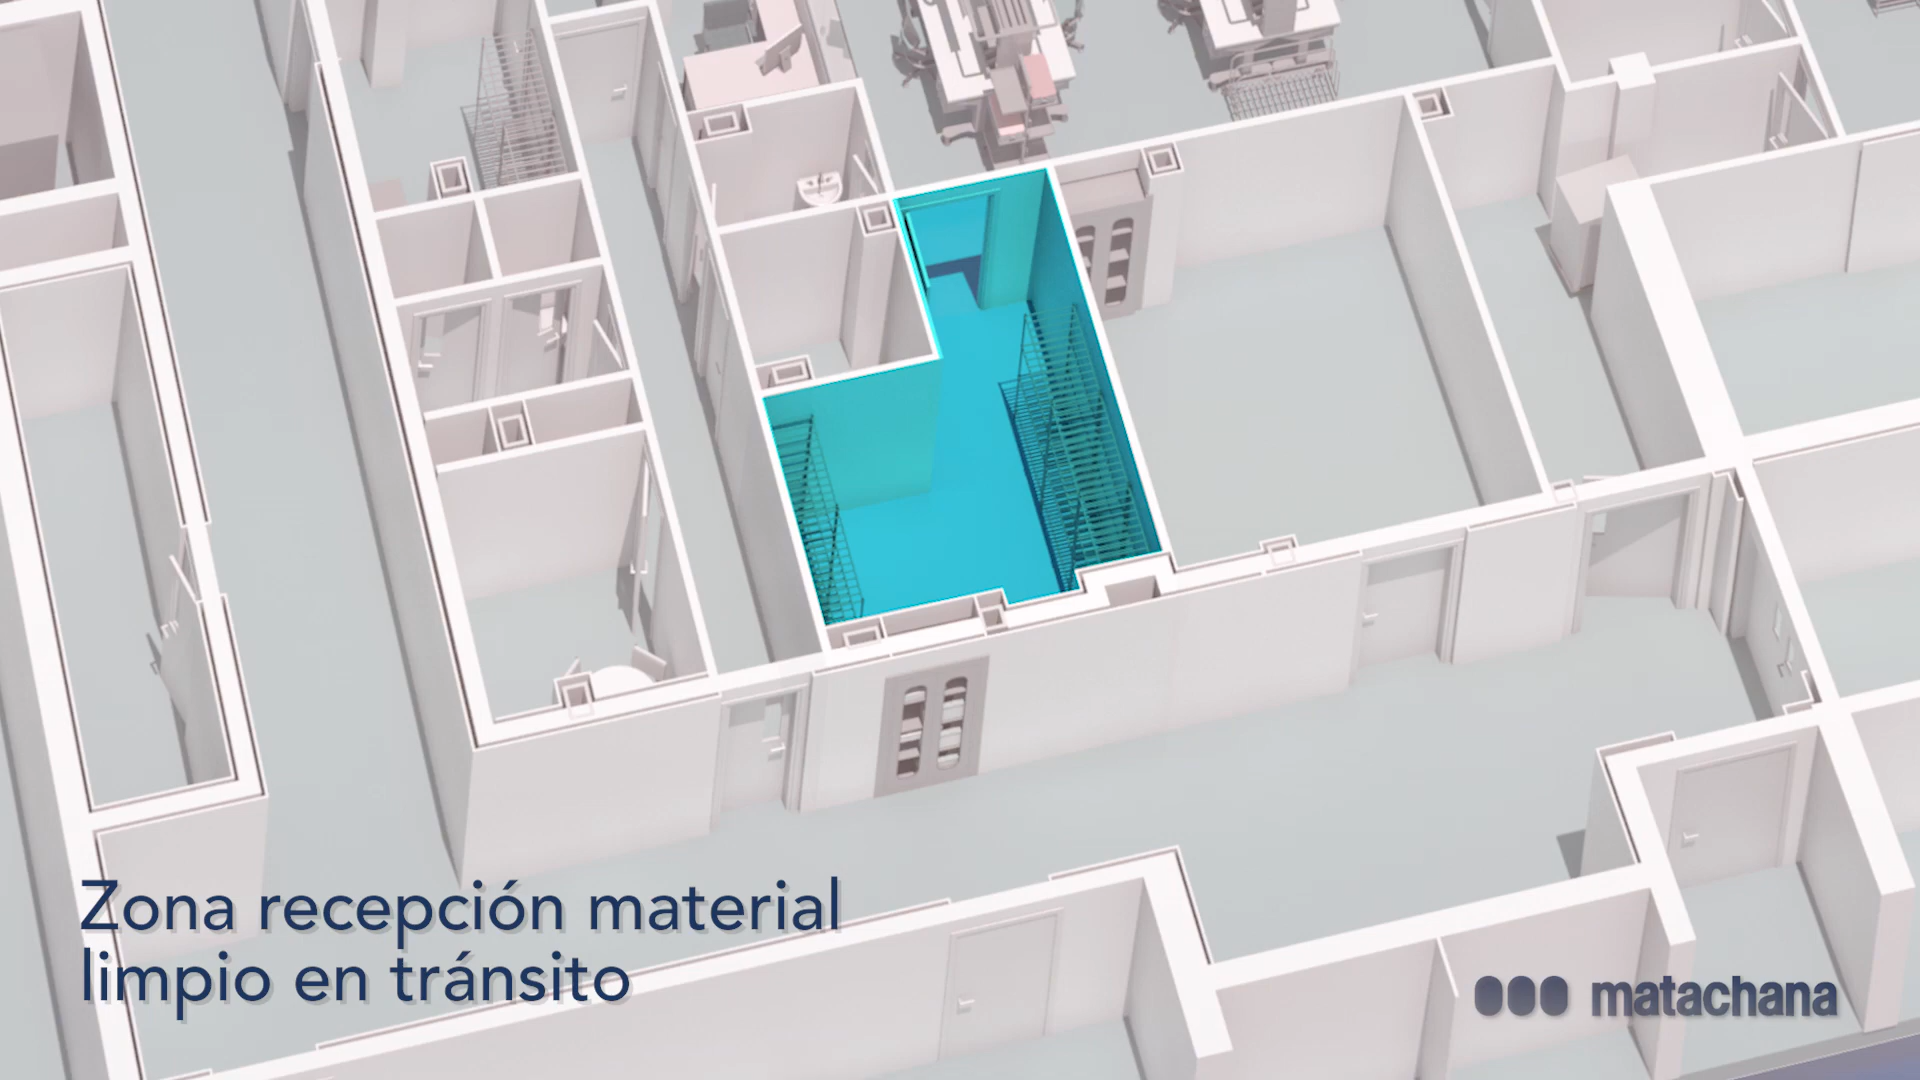 Zona recepción material
limpio en tránsito
matachana